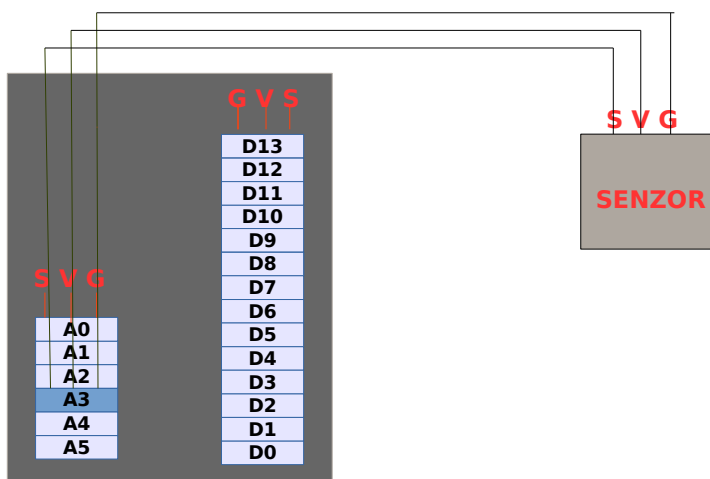 G V S
S V G
D13
SENZOR
D12
D11
D10
D9
D8
S V G
D7
D6
A0
D5
A1
D4
A2
D3
A3
D2
A4
D1
A5
D0